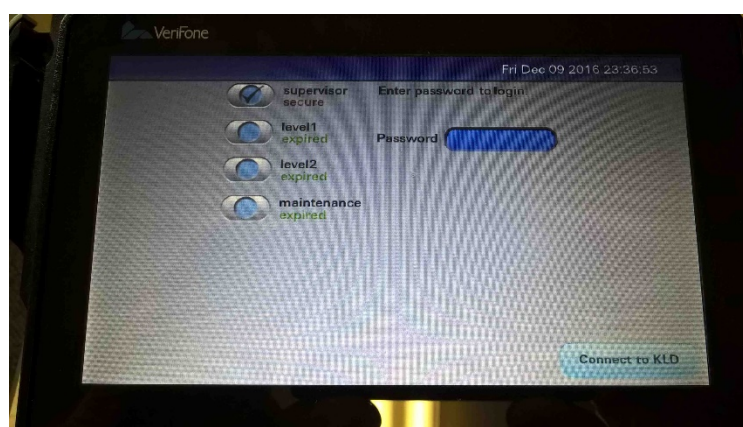 VeriFone
Fri Dec 09 2016 23:36:53
supervisor
secure
Enter password to login
level1
expired
Password
level2
expired
maintenance
expired
Connect to KLD